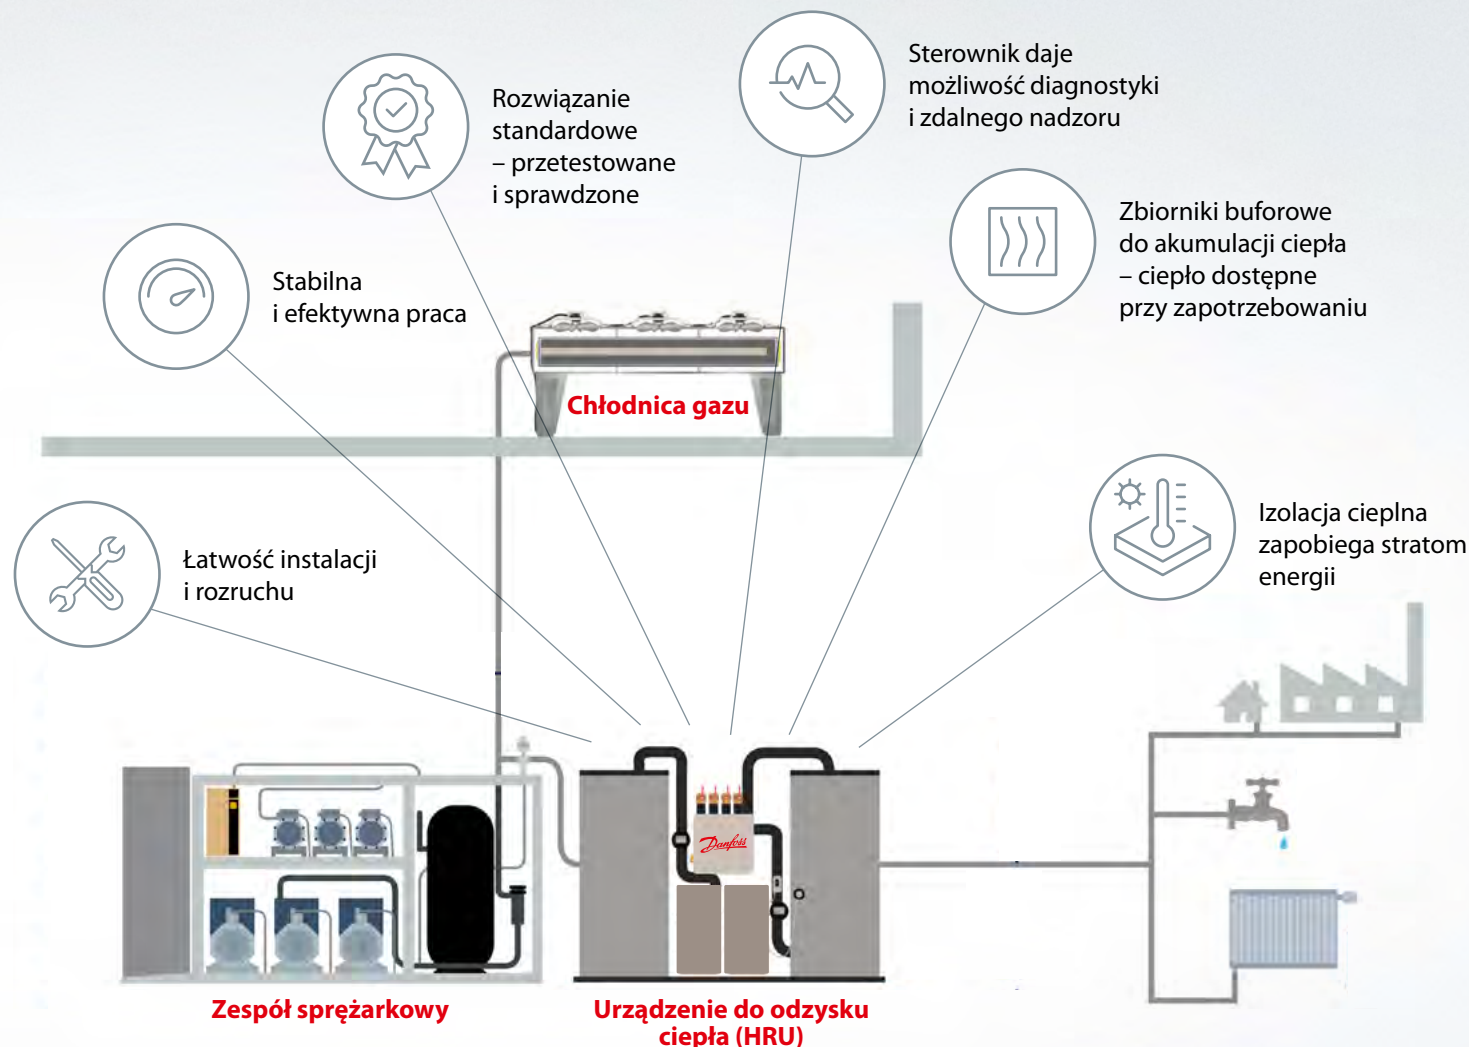 Sterownik daje
możliwość diagnostyki
i zdalnego nadzoru
Rozwiązanie
standardowe
– przetestowane
i sprawdzone
Zbiorniki buforowe
do akumulacji ciepła
– ciepło dostępne
przy zapotrzebowaniu
Stabilna
i efektywna praca
Chłodnica gazu
Izolacja cieplna
zapobiega stratom
energii
Łatwość instalacji
i rozruchu
Danfoss
Zespół sprężarkowy
Urządzenie do odzysku
ciepła (HRU)